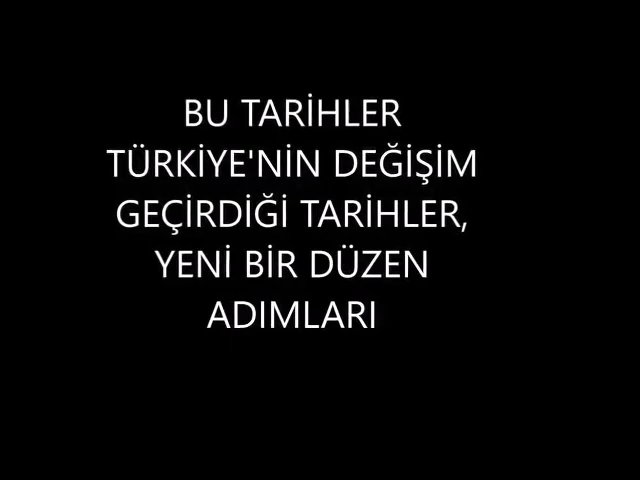 BU TARİHLER
TÜRKİYE'NİN DEĞİŞİM
GEÇİRDİĞİ TARİHLER,
YENİ BİR DÜZEN
ADIMLARI